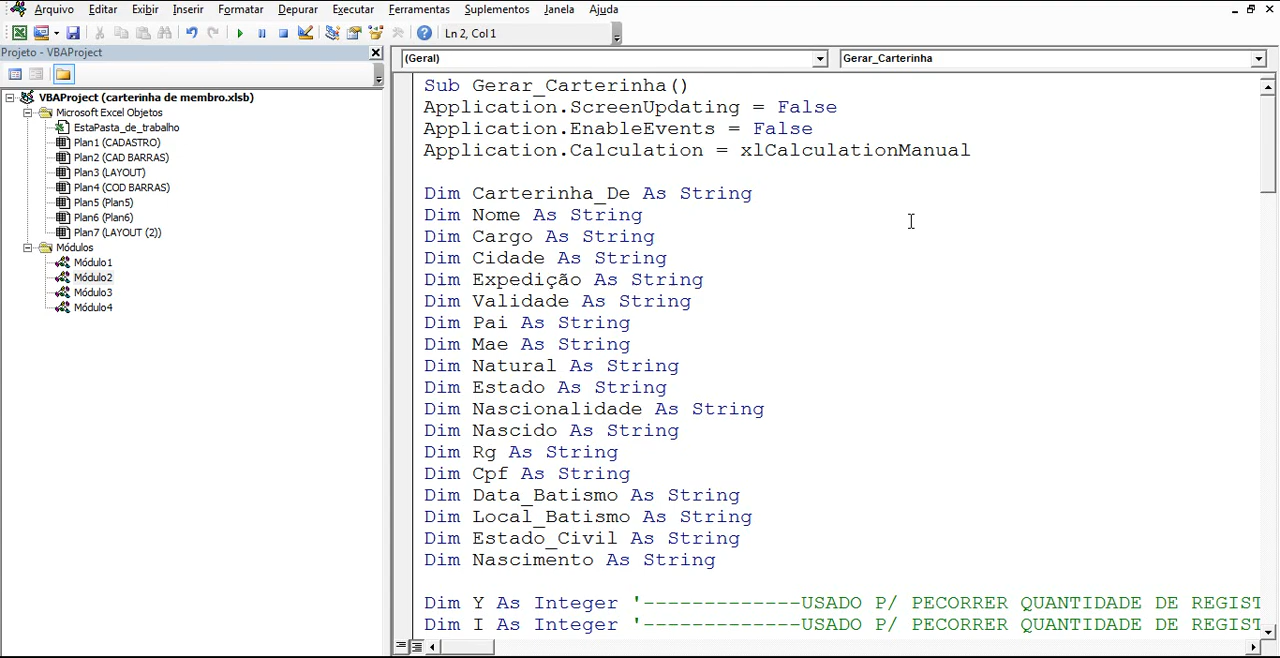 Arquivo Editar Exibir Inserir Formatar Depurar Executar Ferramentas Suplementos Janela Ajuda
Ln 2, Col 1
Projeto - VBAProject
(Geral) Gerar_Carterinha
VBAProject (carterinha de membro.xlsb)
Microsoft Excel Objetos
EstaPasta_de_trabalho
Plan1 (CADASTRO)
Plan2 (CAD BARRAS)
Plan3 (LAYOUT)
Plan4 (COD BARRAS)
Plan5 (Plan5)
Plan6 (Plan6)
Plan7 (LAYOUT (2))
Módulos
Módulo1
Módulo2
Módulo3
Módulo4
Sub Gerar_Carterinha()
Application.ScreenUpdating = False
Application.EnableEvents = False
Application.Calculation = xlCalculationManual
Dim Carterinha_De As String
Dim Nome As String
Dim Cargo As String
Dim Cidade As String
Dim Expedição As String
Dim Validade As String
Dim Pai As String
Dim Mae As String
Dim Natural As String
Dim Estado As String
Dim Nascionalidade As String
Dim Nascido As String
Dim Rg As String
Dim Cpf As String
Dim Data_Batismo As String
Dim Local_Batismo As String
Dim Estado_Civil As String
Dim Nascimento As String
Dim Y As Integer '-------------USADO P/ PECORRER QUANTIDADE DE REGIST
Dim I As Integer '-------------USADO P/ PECORRER QUANTIDADE DE REGIST